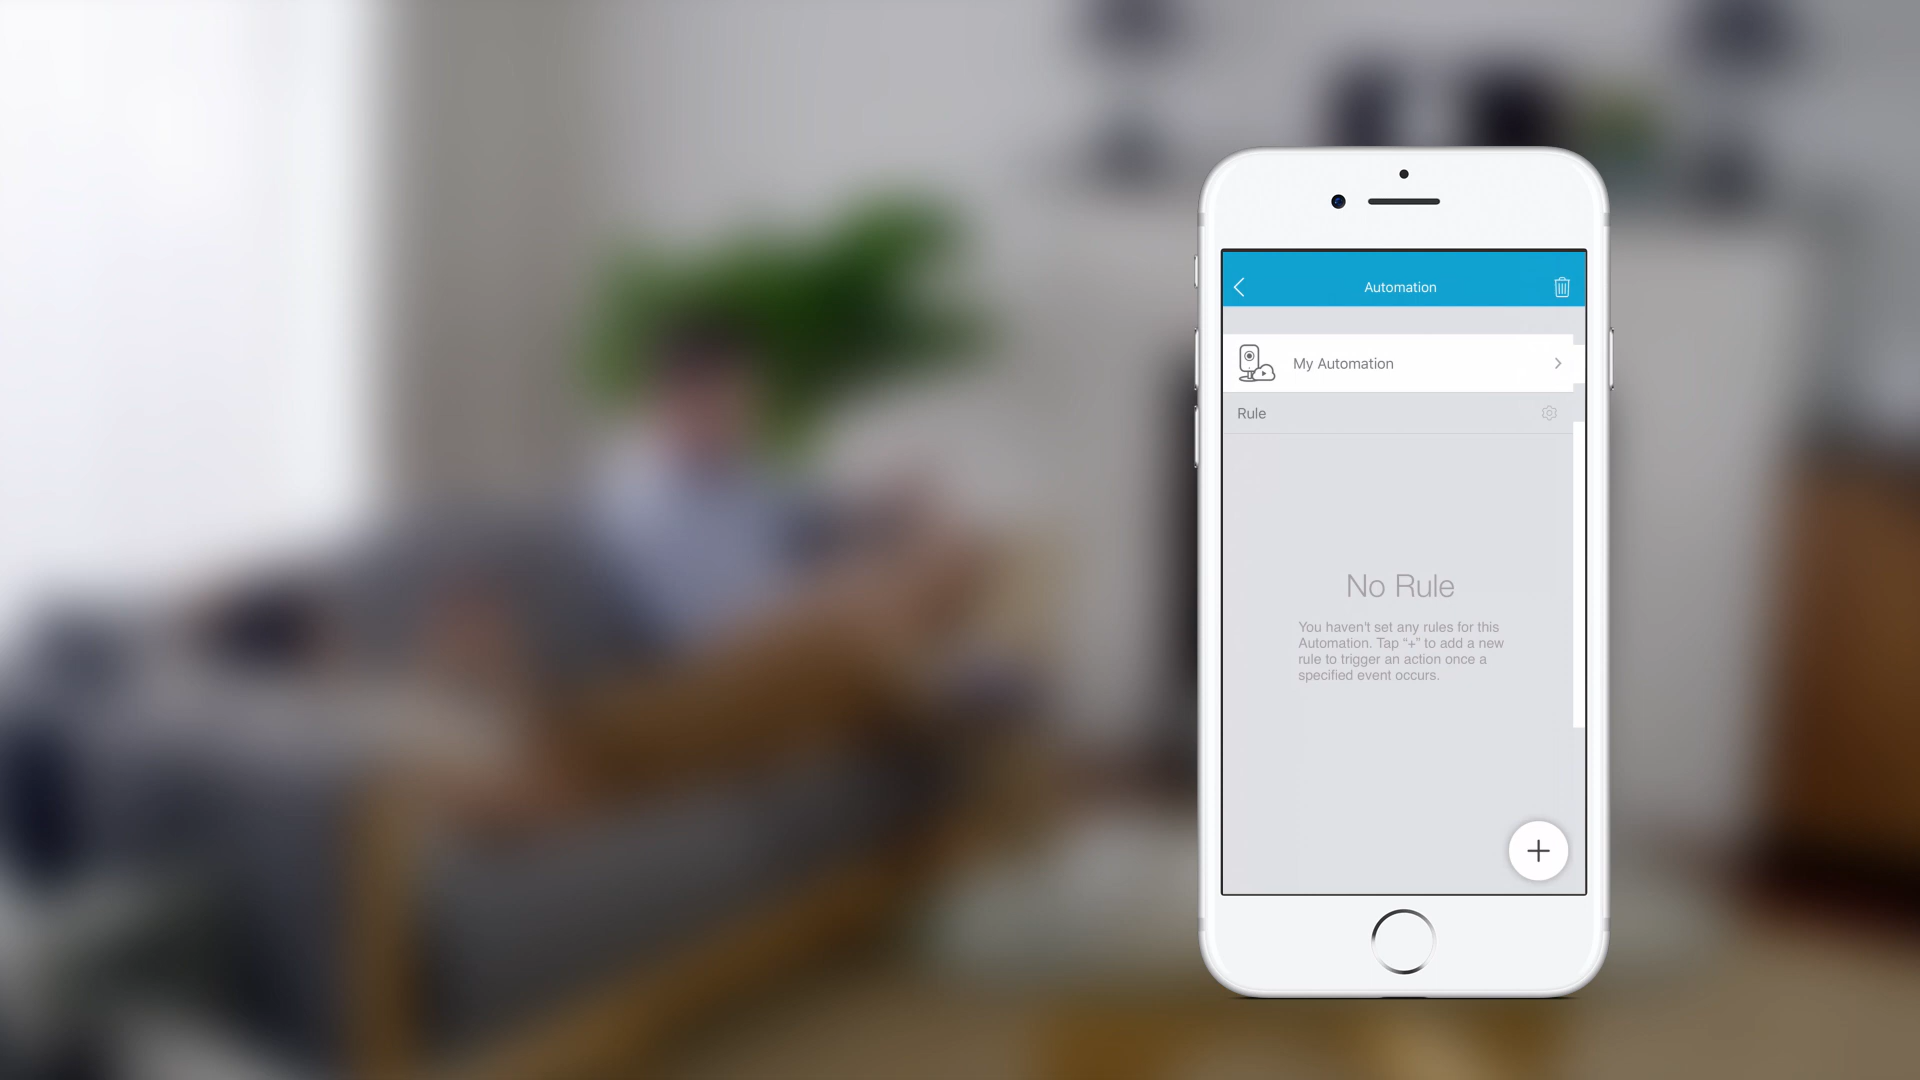 Automation
My Automation
Rule
No Rule
You haven't set any rules for this
Automation. Tap “+” to add a new
rule to trigger an action once a
specified event occurs.